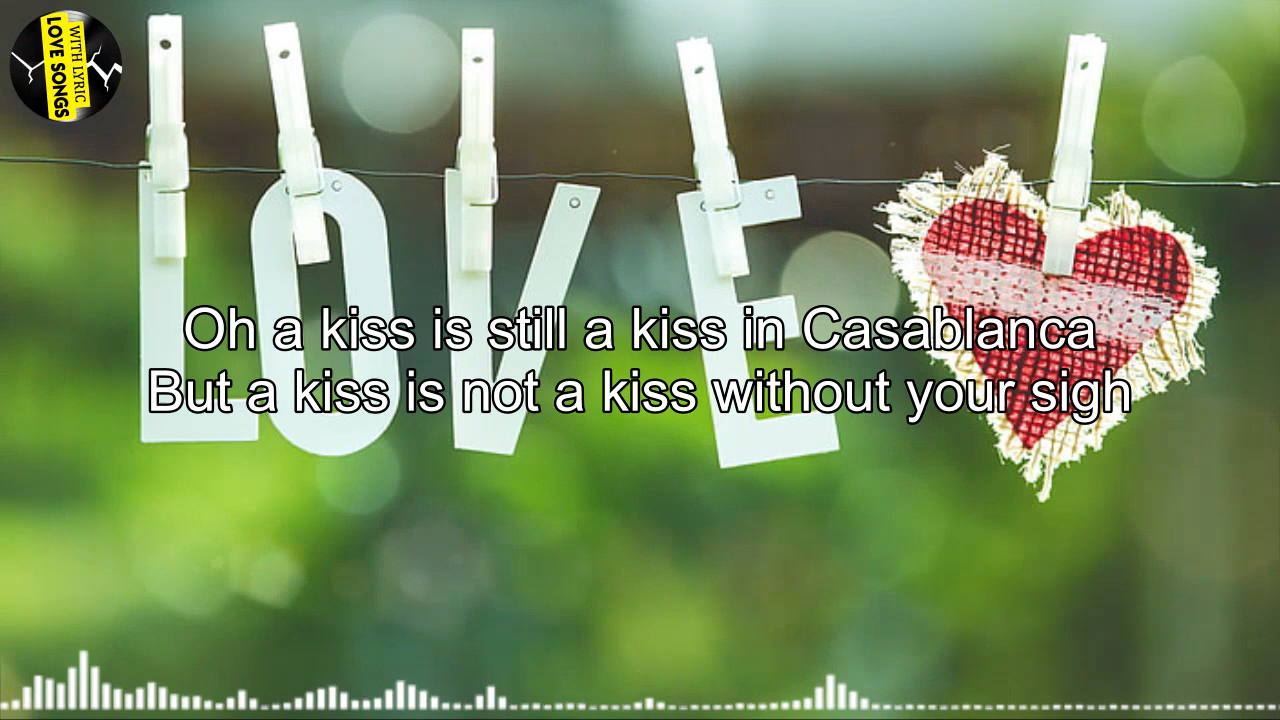 LOVE SONGS
WITH LYRIC
LOVE
Oh a kiss is still a kiss in Casablanca
But a kiss is not a kiss without your sigh